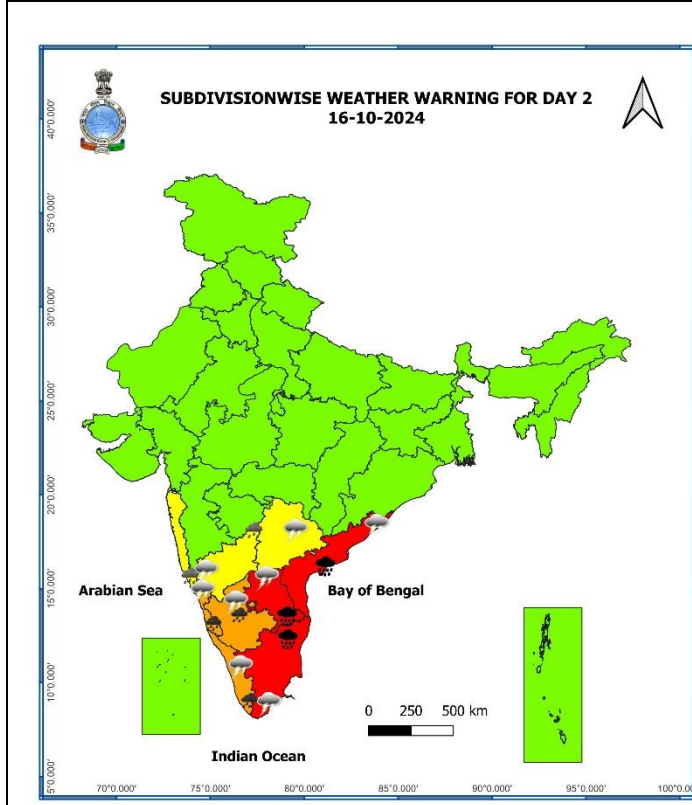 SUBDIVISIONWISE WEATHER WARNING FOR DAY 2
16-10-2024
40°0.000'
35°0.000'
30°0.000'
25°0.000'
20°0.000'
15°0.000'
10°0.000'
5°0.000'
Arabian Sea
Bay of Bengal
0 250 500 km
Indian Ocean
70°0.000' 75°0.000' 80°0.000' 85°0.000' 90°0.000' 95°0.000' 100°0.000'